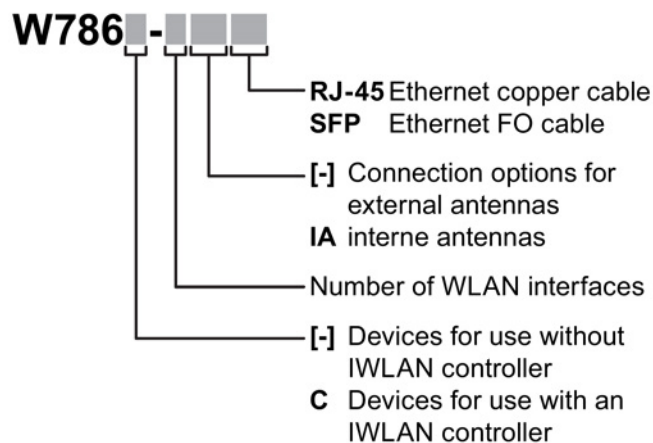 W786 -
RJ-45 Ethernet copper cable
SFP Ethernet FO cable
[-] Connection options for
external antennas
IA interne antennas
Number of WLAN interfaces
[-] Devices for use without
IWLAN controller
C Devices for use with an
IWLAN controller